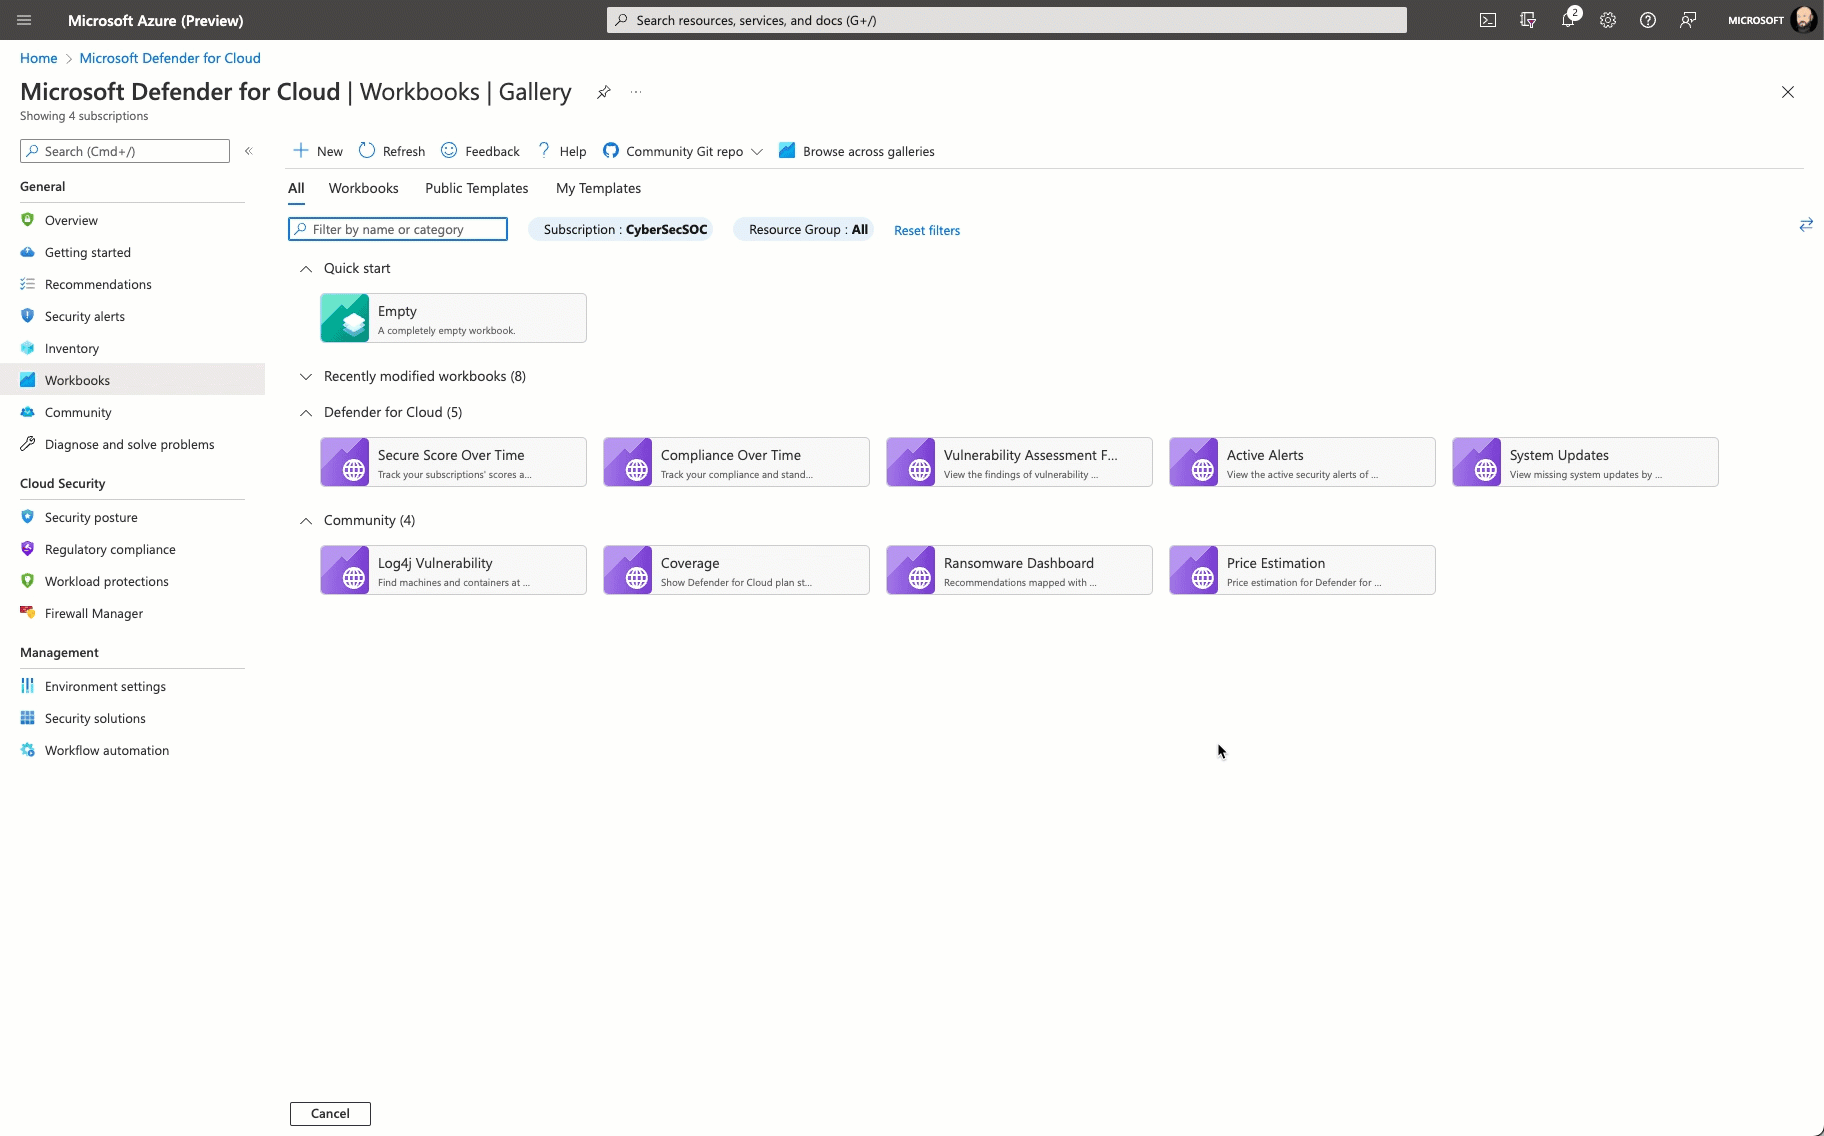 Microsoft Azure (Preview)
Search resources, services, and docs (G+/)
2
MICROSOFT
Home > Microsoft Defender for Cloud
Microsoft Defender for Cloud | Workbooks | Gallery
Showing 4 subscriptions
Search (Cmd+/)
General
Overview
Getting started
Recommendations
Security alerts
Inventory
Workbooks
Community
Diagnose and solve problems
Cloud Security
Security posture
Regulatory compliance
Workload protections
Firewall Manager
Management
Environment settings
Security solutions
Workflow automation
New Refresh Feedback Help Community Git repo Browse across galleries
All Workbooks Public Templates My Templates
Filter by name or category Subscription : CyberSecSOC Resource Group : All Reset filters
Quick start
Empty
A completely empty workbook.
Recently modified workbooks (8)
Defender for Cloud (5)
Secure Score Over Time
Track your subscriptions' scores a...
Compliance Over Time
Track your compliance and stand...
Vulnerability Assessment F...
View the findings of vulnerability ...
Active Alerts
View the active security alerts of ...
System Updates
View missing system updates by ...
Community (4)
Log4j Vulnerability
Find machines and containers at ...
Coverage
Show Defender for Cloud plan st...
Ransomware Dashboard
Recommendations mapped with ...
Price Estimation
Price estimation for Defender for ...
Cancel